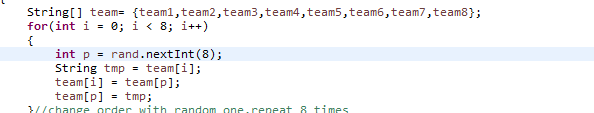 String[] team= {team1,team2,team3,team4,team5,team6,team7,team8};
for(int i = 0; i < 8; i++)
{
int p = rand.nextInt(8);
String tmp = team[i];
team[i] = team[p];
team[p] = tmp;
}//change order with random one.repeat 8 times